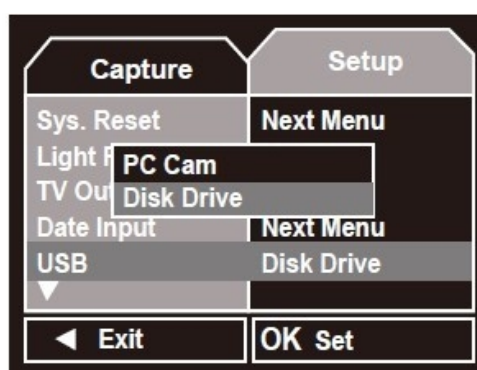 Capture
Setup
Sys. Reset Next Menu
Light
PC Cam
TV Out
Disk Drive
Date Input Next Menu
USB Disk Drive
Exit
OK Set